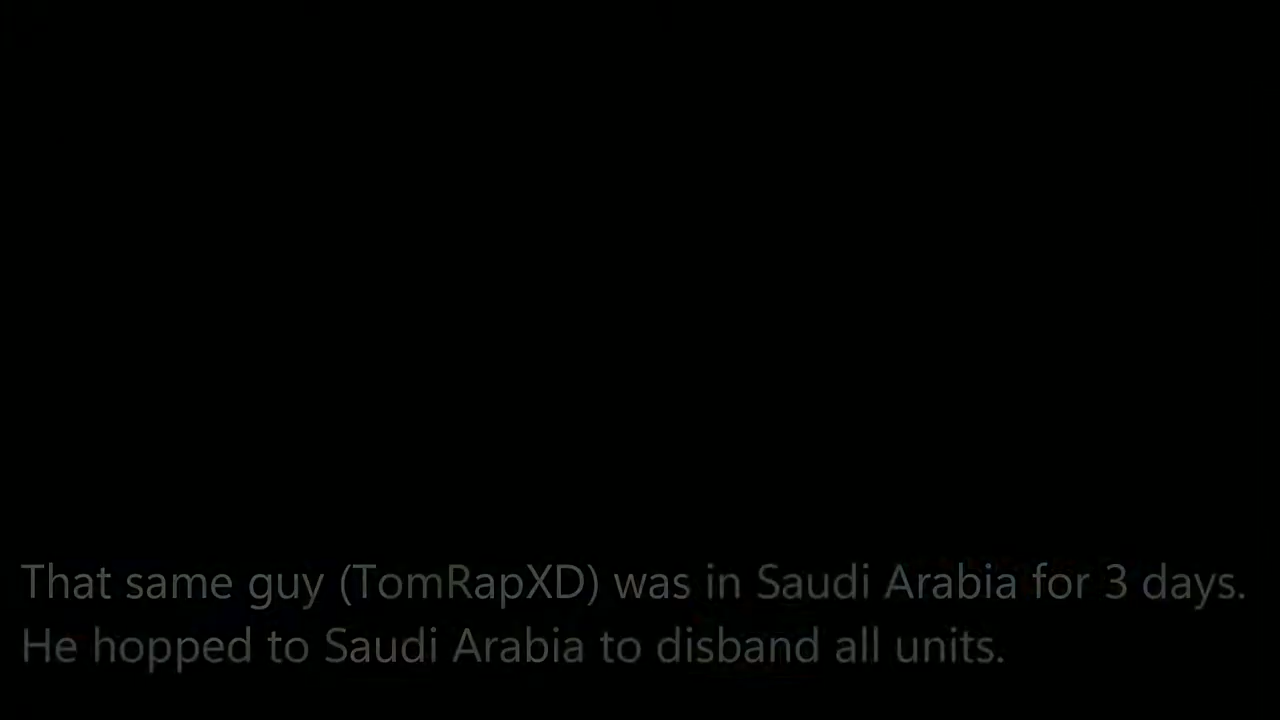 That same guy (TomRapXD) was in Saudi Arabia for 3 days.
He hopped to Saudi Arabia to disband all units.